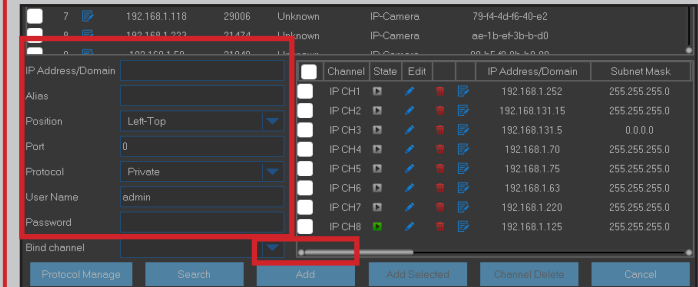 7 192.168.1.118 29006 Unknown IP-Camera 79-f4-4d-f6-40-e2
8 192.168.1.223 21474 Unknown IP-Camera ae-1b-ef-3b-b-d0
IP Address/Domain
Alias
Position Left-Top
Port 0
Protocol Private
User Name admin
Password
Bind channel
Channel State Edit IP Address/Domain Subnet Mask
IP CH1 192.168.1.252 255.255.255.0
IP CH2 192.168.131.15 255.255.255.0
IP CH3 192.168.131.5 0.0.0.0
IP CH4 192.168.1.70 255.255.255.0
IP CH5 192.168.1.75 255.255.255.0
IP CH6 192.168.1.63 255.255.255.0
IP CH7 192.168.1.220 255.255.255.0
IP CH8 192.168.1.125 255.255.255.0
Protocol Manage Search Add Add Selected Channel Delete Cancel